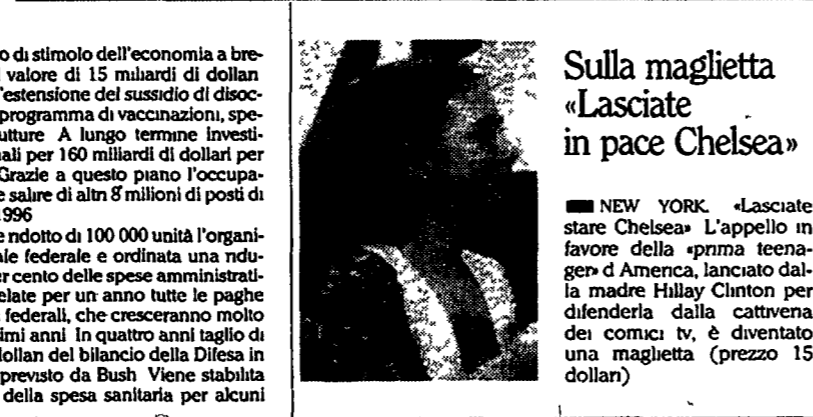 o di stimolo dell'economia a bre-
valore di 15 miliardi di dollan
'estensione del sussidio di disoc-
programma di vaccinazioni, spe-
utture A lungo termine investi-
ali per 160 miliardi di dollari per
Grazie a questo piano l'occupa-
e salire di altn 8 milioni di posti di
1996
e ndotto di 100 000 unità l'organi-
ale federale e ordinata una ndu-
er cento delle spese amministrati-
elate per un anno tutte le paghe
federali, che cresceranno molto
imi anni In quattro anni taglio di
dollan del bilancio della Difesa in
previsto da Bush Viene stabilita
della spesa sanitaria per alcuni
Sulla maglietta
«Lasciate
in pace Chelsea»
NEW YORK «Lasciate
stare Chelsea» L'appello in
favore della «prima teena-
ger» d America, lanciato dal-
la madre Hillay Clinton per
difenderla dalla cattivena
dei comici tv, è diventato
una maglietta (prezzo 15
dollan)